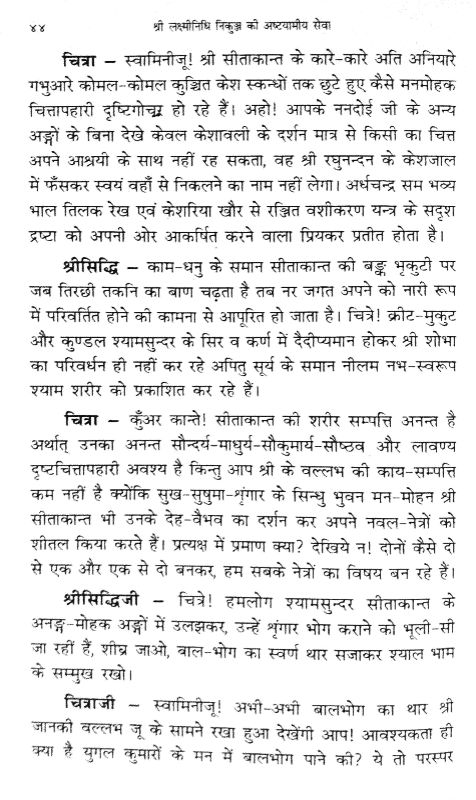 ४४ श्री लक्ष्मीनिधि निकुञ्ज की अष्टयामीय सेवा
चित्रा – स्वामिनीजू! श्री सीताकान्त के कारे-कारे अति अनियारे
गभुआरे कोमल-कोमल कुञ्चित केश स्कन्धों तक छुटे हुए कैसे मनमोहक
चित्तापहारी दृष्टिगोचर हो रहे हैं। अहो! आपके ननदोई जी के अन्य
अङ्गों के बिना देखे केवल केशावली के दर्शन मात्र से किसी का चित्त
अपने आश्रयी के साथ नहीं रह सकता, वह श्री रघुनन्दन के केशजाल
में फँसकर स्वयं वहाँ से निकलने का नाम नहीं लेगा। अर्धचन्द्र सम भव्य
भाल तिलक रेख एवं केशरिया खौर से रञ्जित वशीकरण यन्त्र के सदृश
द्रष्टा को अपनी ओर आकर्षित करने वाला प्रियकर प्रतीत होता है।
श्रीसिद्धि – काम-धनु के समान सीताकान्त की बङ्क भृकुटी पर
जब तिरछी तकनि का बाण चढ़ता है तब नर जगत अपने को नारी रूप
में परिवर्तित होने की कामना से आपूरित हो जाता है। चित्रे! क्रीट-मुकुट
और कुण्डल श्यामसुन्दर के सिर व कर्ण में दैदीप्यमान होकर श्री शोभा
का परिवर्धन ही नहीं कर रहे अपितु सूर्य के समान नीलम नभ-स्वरूप
श्याम शरीर को प्रकाशित कर रहे हैं।
चित्रा – कुँअर कान्ते! सीताकान्त की शरीर सम्पत्ति अनन्त है
अर्थात् उनका अनन्त सौन्दर्य-माधुर्य-सौकुमार्य-सौष्ठव और लावण्य
दृष्टचित्तापहारी अवश्य है किन्तु आप श्री के वल्लभ की काय-सम्पत्ति
कम नहीं है क्योंकि सुख-सुषुमा-शृंगार के सिन्धु भुवन मन-मोहन श्री
सीताकान्त भी उनके देह-वैभव का दर्शन कर अपने नवल-नेत्रों को
शीतल किया करते हैं। प्रत्यक्ष में प्रमाण क्या? देखिये न! दोनों कैसे दो
से एक और एक से दो बनकर, हम सबके नेत्रों का विषय बन रहे हैं।
श्रीसिद्धिजी – चित्रे! हमलोग श्यामसुन्दर सीताकान्त के
अनङ्ग-मोहक अङ्गों में उलझकर, उन्हें शृंगार भोग कराने को भूली-सी
जा रहीं हैं, शीघ्र जाओ, बाल-भोग का स्वर्ण थार सजाकर श्याल भाम
के सम्मुख रखो।
चित्राजी – स्वामिनीजू! अभी-अभी बालभोग का थार श्री
जानकी वल्लभ जू के सामने रखा हुआ देखेंगी आप! आवश्यकता ही
क्या है युगल कुमारों के मन में बालभोग पाने की? ये तो परस्पर